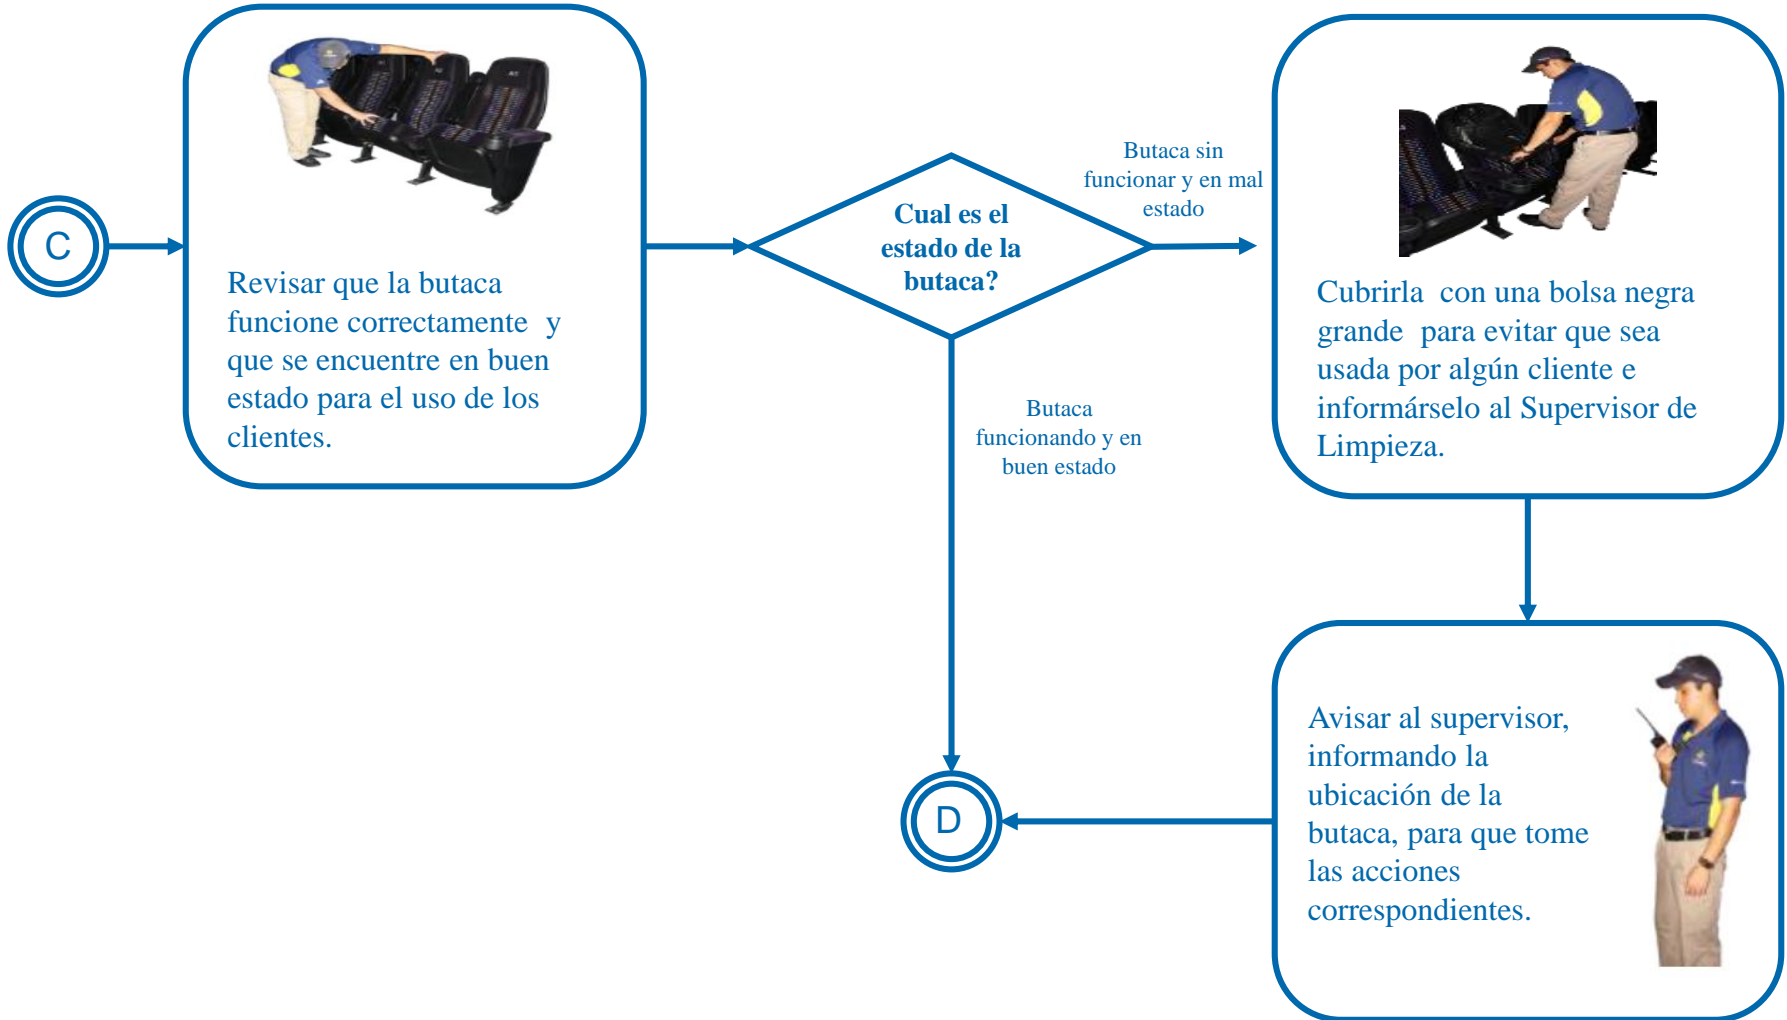 C
Revisar que la butaca
funcione correctamente  y
que se encuentre en buen
estado para el uso de los
clientes.
Cual es el
estado de la
butaca?
Butaca sin
funcionar y en mal
estado
Cubrirla  con una bolsa negra
grande  para evitar que sea
usada por algún cliente e
informárselo al Supervisor de
Limpieza.
Butaca
funcionando y en
buen estado
Avisar al supervisor,
informando la
ubicación de la
butaca, para que tome
las acciones
correspondientes.
D